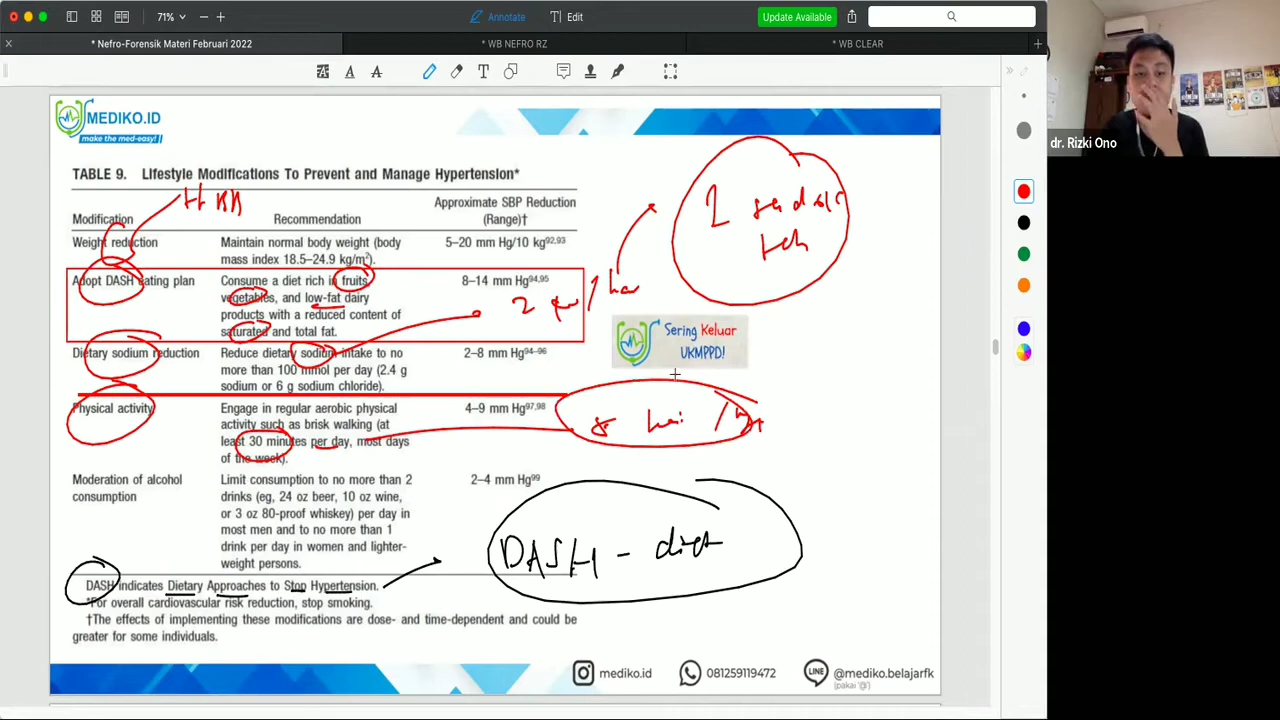 71%
Annotate
Edit
Update Available
* Nefro-Forensik Materi Februari 2022
* WB NEFRO RZ
* WB CLEAR
MEDIKO.ID
make the med-easy!
TABLE 9. Lifestyle Modifications To Prevent and Manage Hypertension*
Modification
Recommendation
Approximate SBP Reduction
(Range)†
Weight reduction
Maintain normal body weight (body
mass index 18.5–24.9 kg/m2).
5–20 mm Hg/10 kg92,93
Adopt DASH eating plan
Consume a diet rich in fruits,
vegetables, and low-fat dairy
products with a reduced content of
saturated and total fat.
8–14 mm Hg94,95
Dietary sodium reduction
Reduce dietary sodium intake to no
more than 100 mmol per day (2.4 g
sodium or 6 g sodium chloride).
2–8 mm Hg94–96
Physical activity
Engage in regular aerobic physical
activity such as brisk walking (at
least 30 minutes per day, most days
of the week).
4–9 mm Hg97,98
Moderation of alcohol
consumption
Limit consumption to no more than 2
drinks (eg, 24 oz beer, 10 oz wine,
or 3 oz 80-proof whiskey) per day in
most men and to no more than 1
drink per day in women and lighter-
weight persons.
2–4 mm Hg99
DASH indicates Dietary Approaches to Stop Hypertension.
*For overall cardiovascular risk reduction, stop smoking.
†The effects of implementing these modifications are dose- and time-dependent and could be
greater for some individuals.
Sering Keluar
UKMPPD!
DASH - diet
mediko.id
081259119472
@mediko.belajarfk
(pakai '@')
dr. Rizki Ono